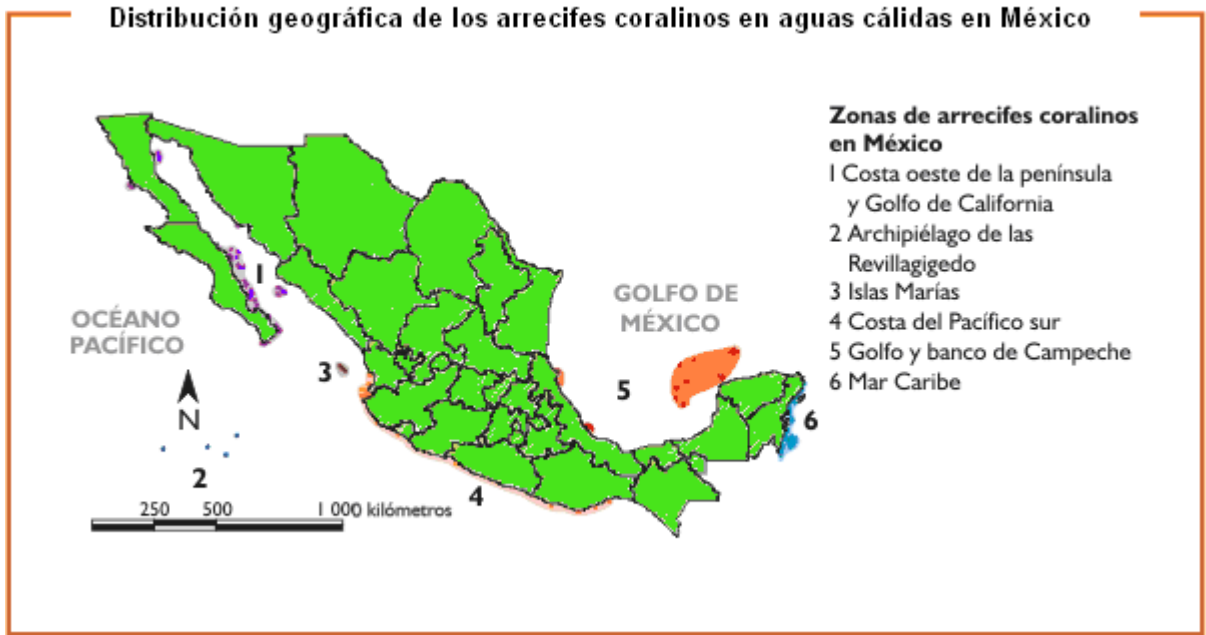 Distribución geográfica de los arrecifes coralinos en aguas cálidas en México
Zonas de arrecifes coralinos
en México
1 Costa oeste de la península
y Golfo de California
2 Archipiélago de las
Revillagigedo
3 Islas Marías
4 Costa del Pacífico sur
5 Golfo y banco de Campeche
6 Mar Caribe
GOLFO DE
MÉXICO
OCÉANO
PACÍFICO
N
1
2
3
4
5
6
250 500 1 000 kilómetros